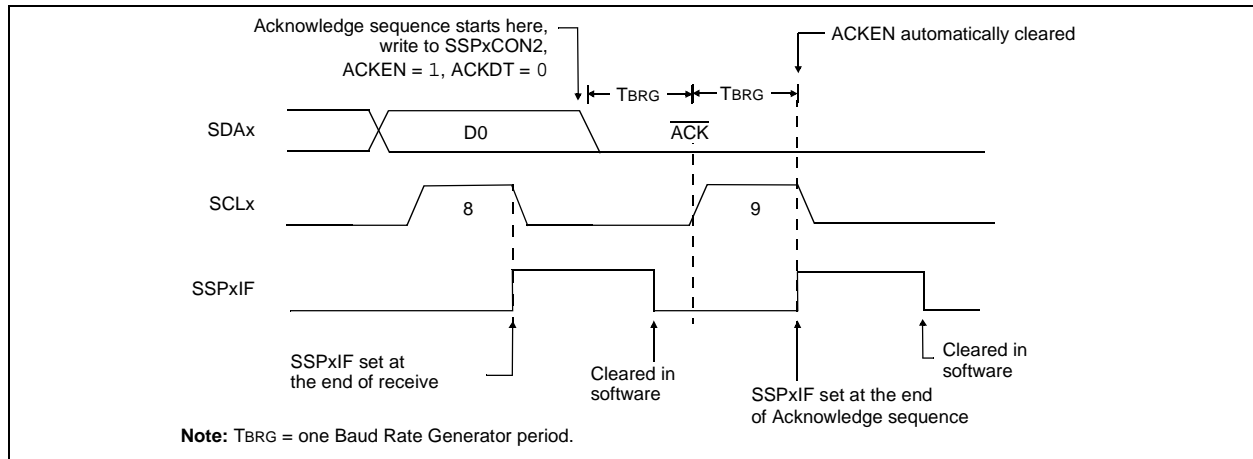 Acknowledge sequence starts here,
write to SSPxCON2,
ACKEN = 1, ACKDT = 0
ACKEN automatically cleared
TBRG
TBRG
SDAx
D0
ACK
SCLx
8
9
SSPxIF
SSPxIF set at
the end of receive
Cleared in
software
SSPxIF set at the end
of Acknowledge sequence
Cleared in
software
Note: TBRG = one Baud Rate Generator period.